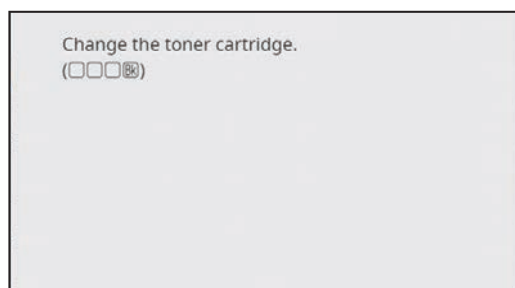 Change the toner cartridge.
(▢▢▢Bk)